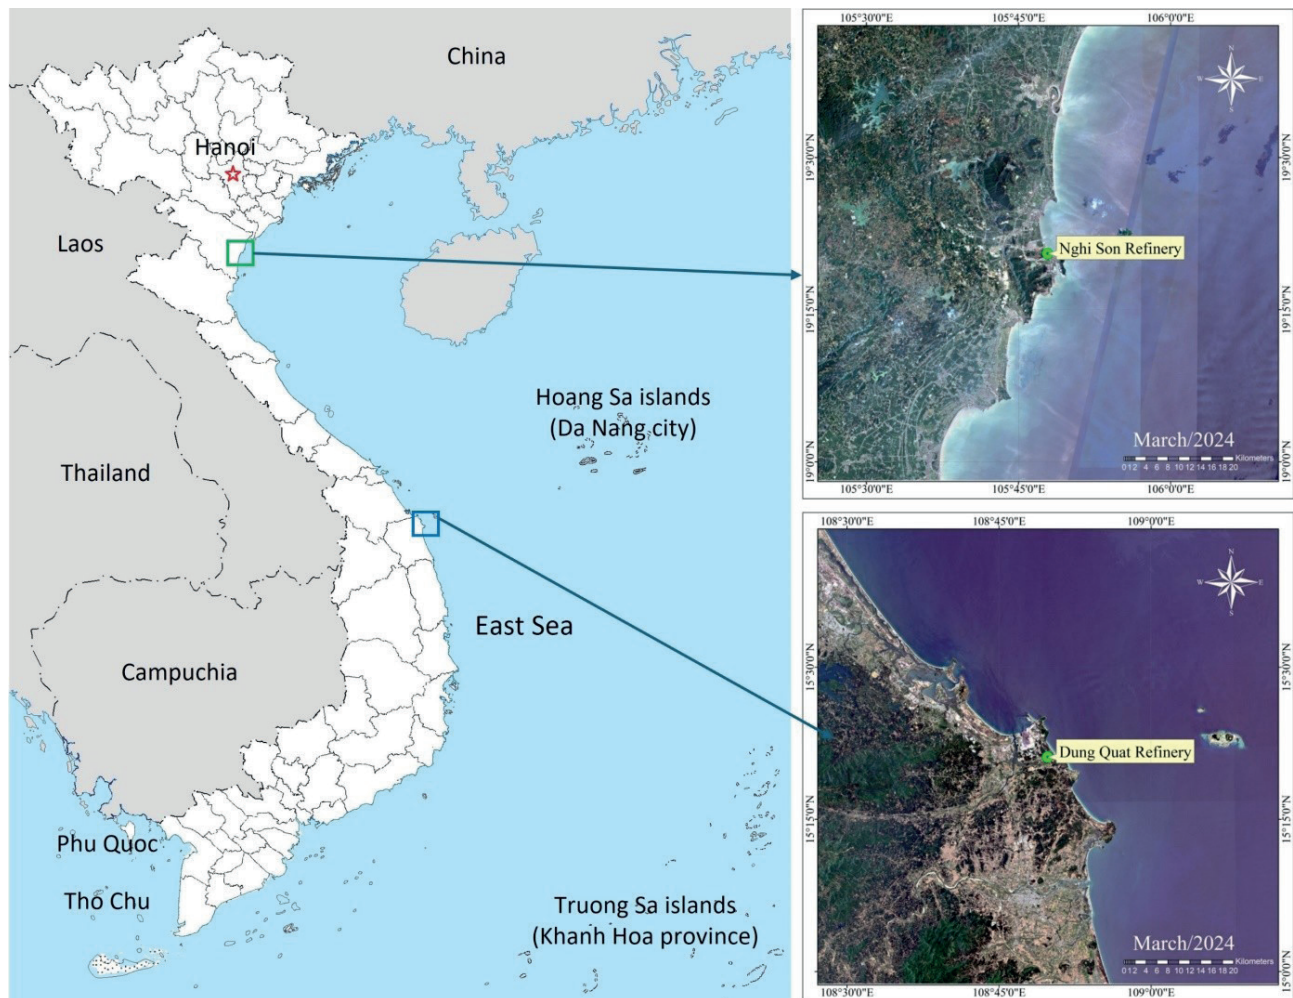 China
Hanoi
Laos
Hoang Sa islands
(Da Nang city)
Thailand
East Sea
Campuchia
Phu Quoc
Tho Chu
Truong Sa islands
(Khanh Hoa province)
105°30'0"E
105°45'0"E
106°0'0"E
N
W
E
S
19°30'0"N
19°30'0"N
Nghi Son Refinery
19°15'0"N
19°15'0"N
March/2024
0 1 2 4 6 8 10 12 14 16 18 20 Kilometers
19°0'0"N
19°0'0"N
105°30'0"E
105°45'0"E
106°0'0"E
108°30'0"E
108°45'0"E
109°0'0"E
N
W
E
S
15°30'0"N
15°30'0"N
Dung Quat Refinery
15°15'0"N
15°15'0"N
March/2024
0 1 2 4 6 8 10 12 14 16 18 20 Kilometers
15°0'0"N
108°30'0"E
108°45'0"E
109°0'0"E